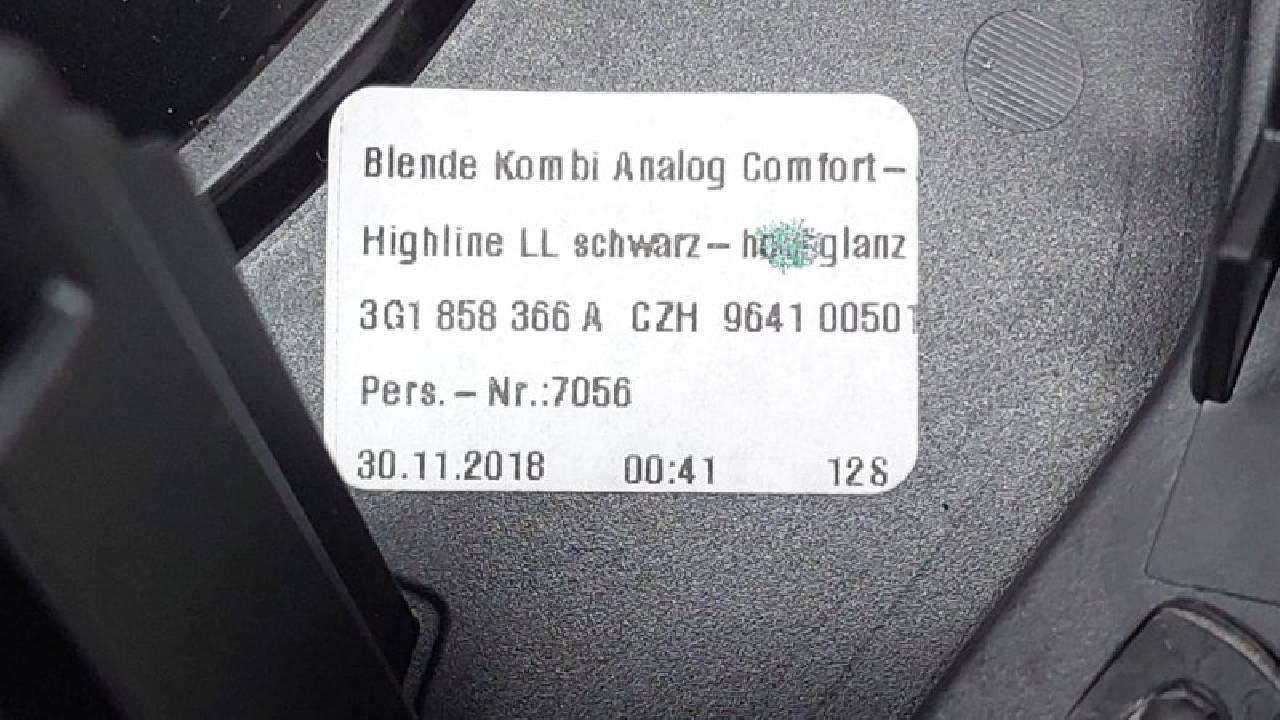 Blende Kombi Analog Comfort-
Highline LL schwarz-
3G1 858 366 A CZH 9641 00501
Pers.- Nr.:7056
30.11.2018 00:41 128